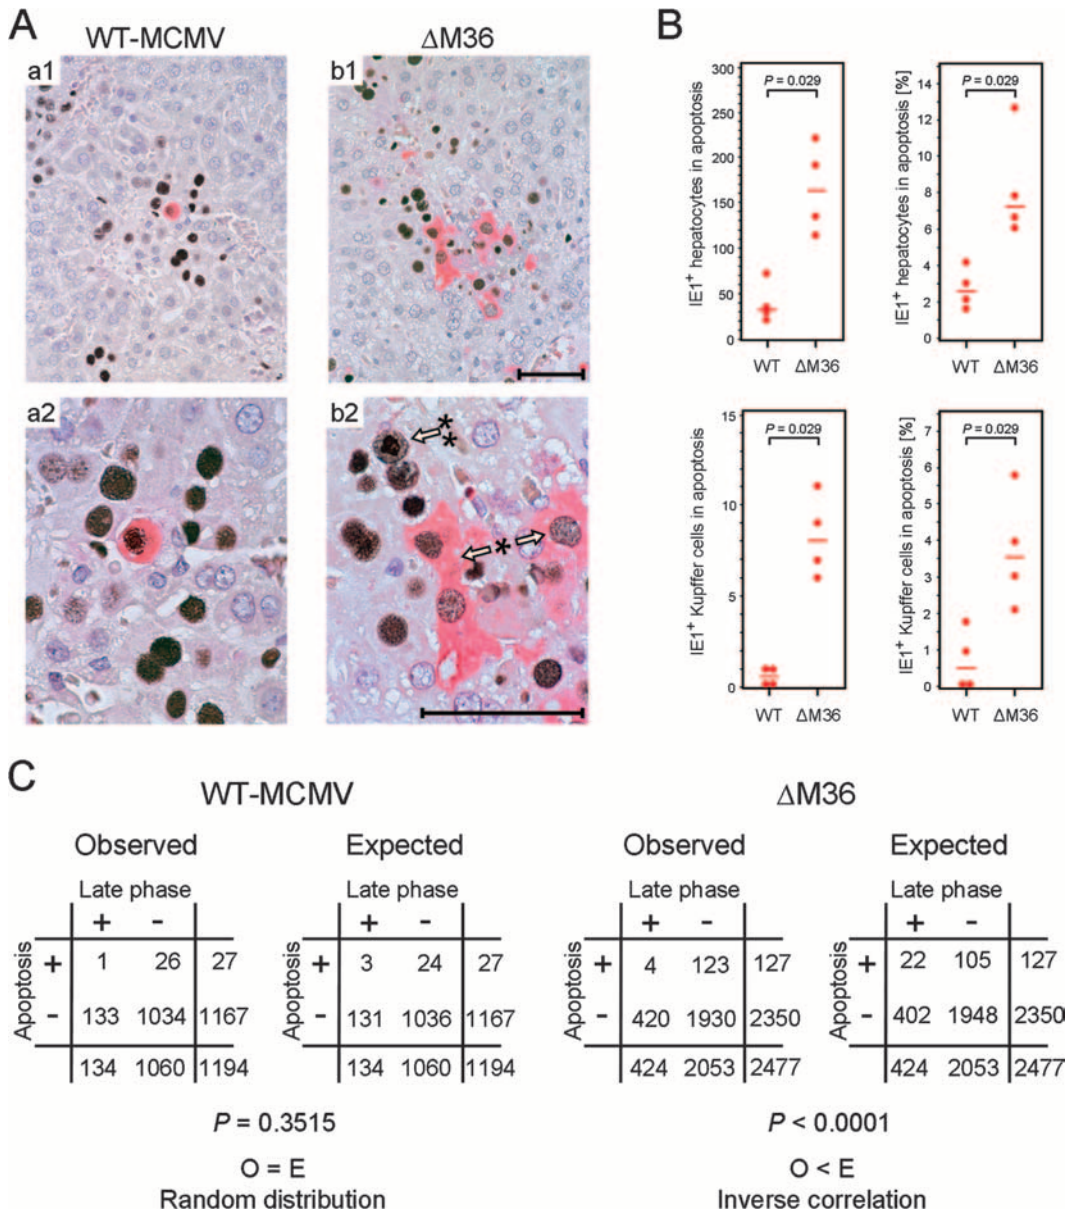 A
WT-MCMV
ΔM36
a1
b1
a2
b2
*
*
*
B
IE1+ hepatocytes in apoptosis
300
250
200
150
100
50
0
P = 0.029
WT ΔM36
IE1+ hepatocytes in apoptosis [%]
14
12
10
8
6
4
2
0
P = 0.029
WT ΔM36
IE1+ Kupffer cells in apoptosis
15
10
5
0
P = 0.029
WT ΔM36
IE1+ Kupffer cells in apoptosis [%]
7
6
5
4
3
2
1
0
P = 0.029
WT ΔM36
C
WT-MCMV
Observed
Late phase
+ -
Apoptosis
+ 1 26 27
- 133 1034 1167
134 1060 1194
Expected
Late phase
+ -
Apoptosis
+ 3 24 27
- 131 1036 1167
134 1060 1194
P = 0.3515
O = E
Random distribution
ΔM36
Observed
Late phase
+ -
Apoptosis
+ 4 123 127
- 420 1930 2350
424 2053 2477
Expected
Late phase
+ -
Apoptosis
+ 22 105 127
- 402 1948 2350
424 2053 2477
P < 0.0001
O < E
Inverse correlation